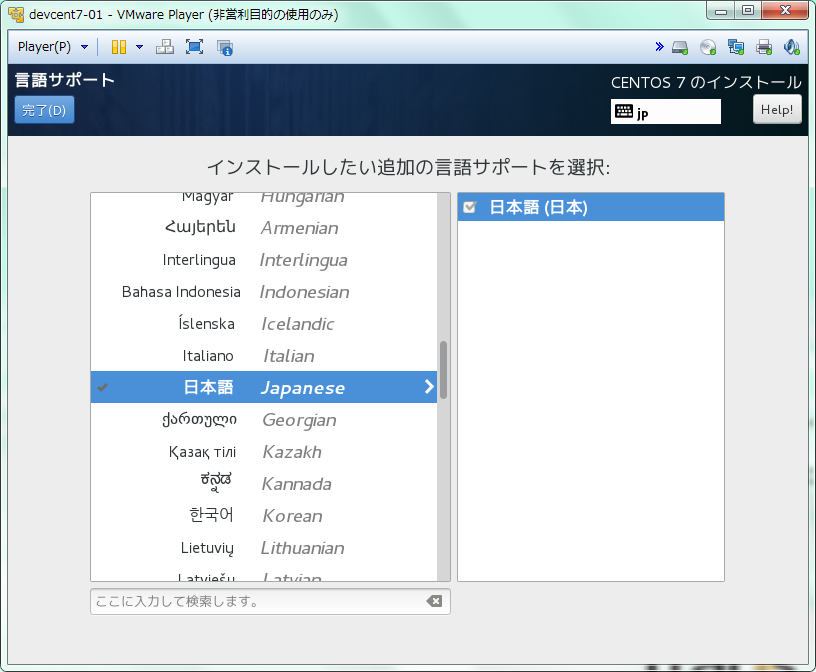 devcent7-01 - VMware Player (非営利目的の使用のみ)
Player(P)
言語サポート
CENTOS 7 のインストール
完了(D)
jp
Help!
インストールしたい追加の言語サポートを選択:
Magyar Hungarian
Հայերեն Armenian
Interlingua Interlingua
Bahasa Indonesia Indonesian
Íslenska Icelandic
Italiano Italian
日本語 Japanese
ქართული Georgian
Қазақ тілі Kazakh
ಕನ್ನಡ Kannada
한국어 Korean
Lietuvių Lithuanian
Latviešu Latvian
日本語 (日本)
ここに入力して検索します。